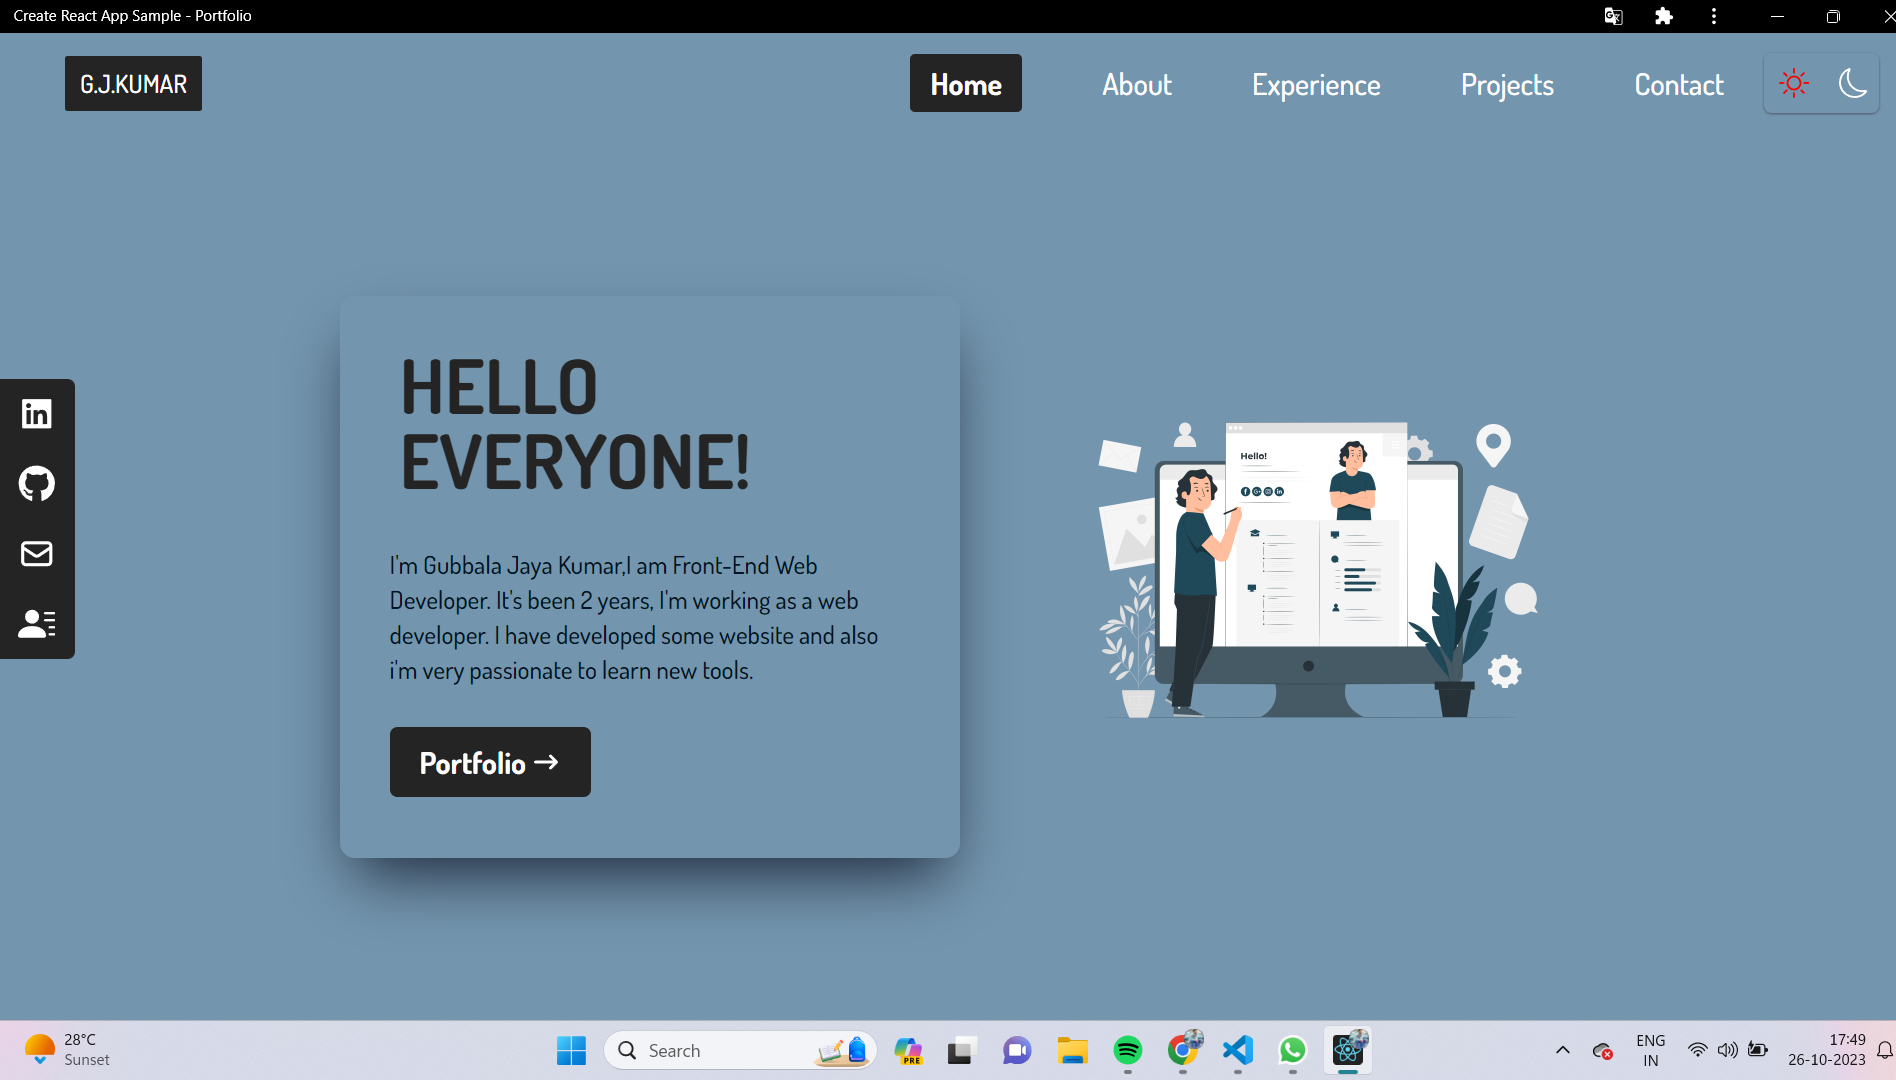 Create React App Sample - Portfolio
G.J.KUMAR
Home
About
Experience
Projects
Contact
HELLO
EVERYONE!
I'm Gubbala Jaya Kumar,I am Front-End Web
Developer. It's been 2 years, I'm working as a web
developer. I have developed some website and also
i'm very passionate to learn new tools.
Portfolio →
Hello!
28°C
Sunset
Search
PRE
ENG
IN
17:49
26-10-2023